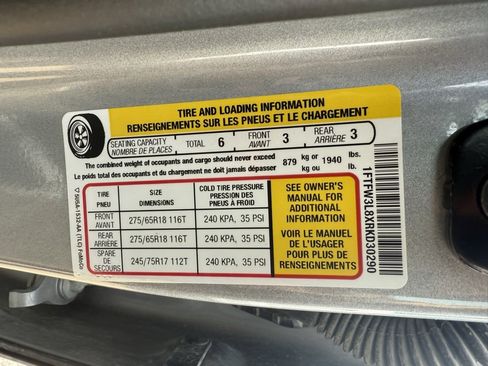 TIRE AND LOADING INFORMATION
RENSEIGNEMENTS SUR LES PNEUS ET LE CHARGEMENT
SEATING CAPACITY
NOMBRE DE PLACES
TOTAL 6
FRONT
AVANT 3
REAR
ARRIÈRE 3
The combined weight of occupants and cargo should never exceed
Le poids total des occupants et du chargement ne doit jamais dépasser
879 kg or
kg ou
1940 lbs.
lb.
TIRE
PNEU
SIZE
DIMENSIONS
COLD TIRE PRESSURE
PRESSION DES PNEUS
À FROID
FRONT
AVANT
275/65R18 116T
240 KPA, 35 PSI
REAR
ARRIÈRE
275/65R18 116T
240 KPA, 35 PSI
SPARE
DE SECOURS
245/75R17 112T
240 KPA, 35 PSI
SEE OWNER'S
MANUAL FOR
ADDITIONAL
INFORMATION
VOIR LE MANUEL
DE L'USAGER
POUR PLUS DE
RENSEIGNEMENTS
1FTFW3L8XRKD30290